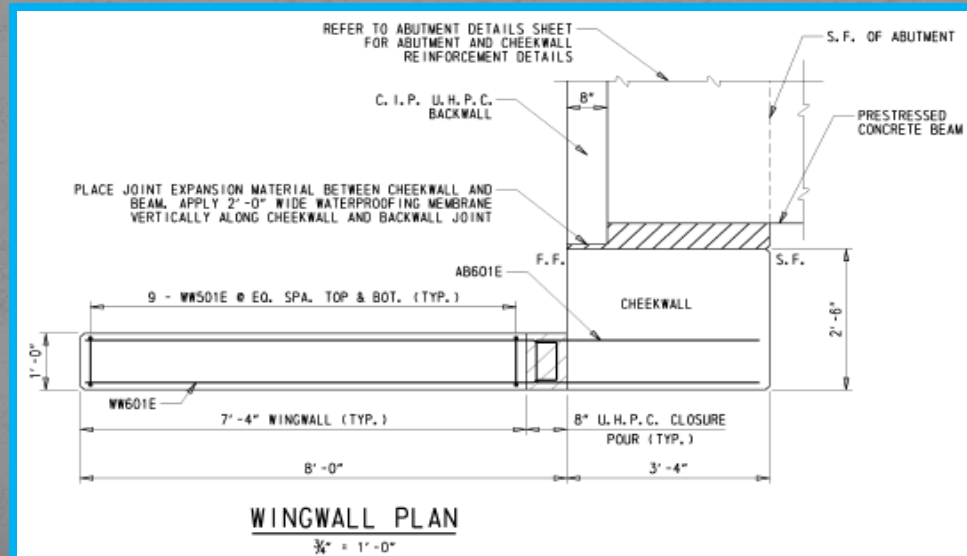 REFER TO ABUTMENT DETAILS SHEET
FOR ABUTMENT AND CHEEKWALL
REINFORCEMENT DETAILS
S.F. OF ABUTMENT
8"
C.I.P. U.H.P.C.
BACKWALL
PRESTRESSED
CONCRETE BEAM
PLACE JOINT EXPANSION MATERIAL BETWEEN CHEEKWALL AND
BEAM. APPLY 2'-0" WIDE WATERPROOFING MEMBRANE
VERTICALLY ALONG CHEEKWALL AND BACKWALL JOINT
F.F.
S.F.
AB601E
9 - WW501E @ EQ. SPA. TOP & BOT. (TYP.)
CHEEKWALL
2'-6"
1'-0"
WW601E
7'-4" WINGWALL (TYP.)
8" U.H.P.C. CLOSURE
POUR (TYP.)
8'-0"
3'-4"
WINGWALL PLAN
¾" = 1'-0"